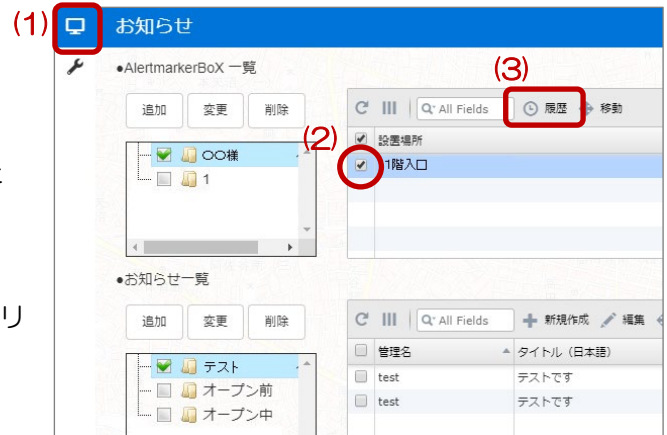 (1)
お知らせ
●AlertmarkerBoX 一覧
(3)
追加 変更 削除
All Fields 履歴 移動
(2)
設置場所
〇〇様
1階入口
1
●お知らせ一覧
リ
追加 変更 削除
All Fields 新規作成 編集
管理名 タイトル（日本語）
テスト
test テストです
オープン前
test テストです
オープン中